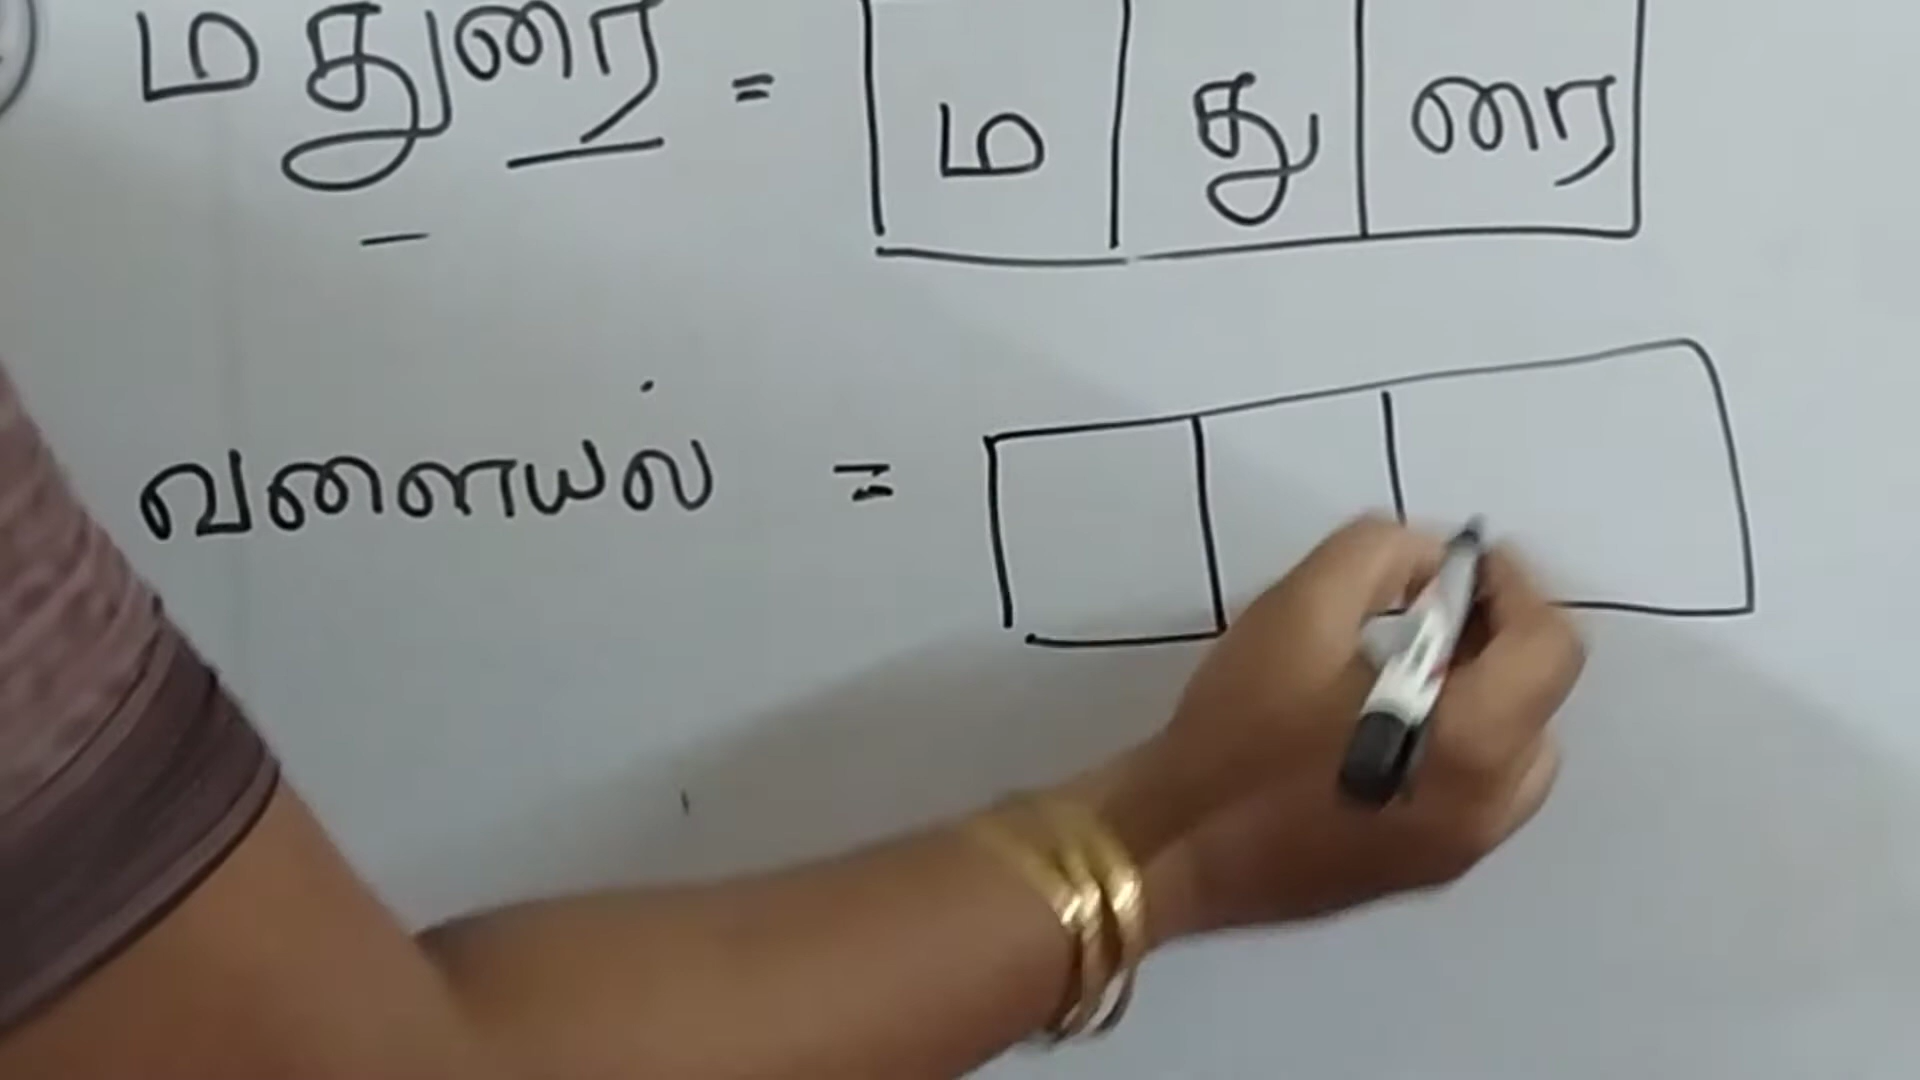 மதுரை = ம து ரை
வளையல் =